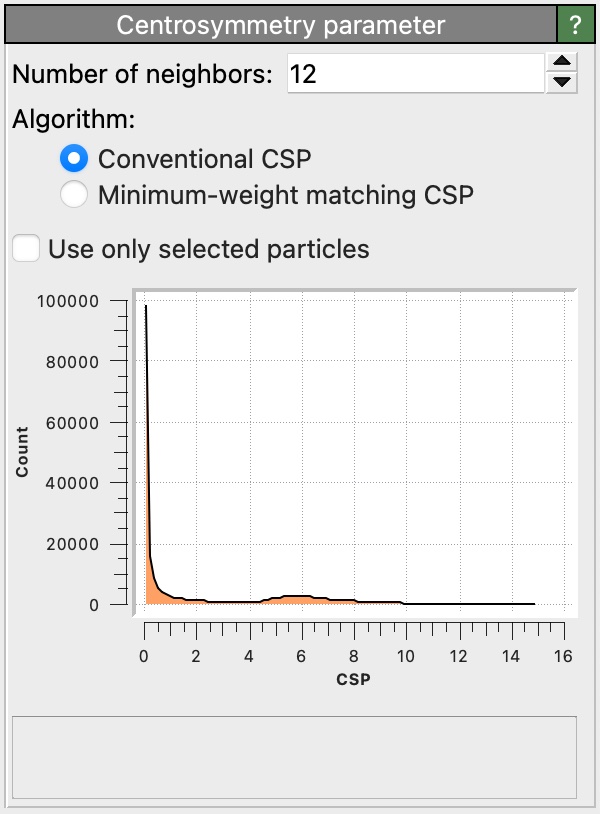 Centrosymmetry parameter ?
Number of neighbors: 12
Algorithm:
Conventional CSP
Minimum-weight matching CSP
Use only selected particles
100000
80000
60000
40000
20000
0
Count
0 2 4 6 8 10 12 14 16
CSP